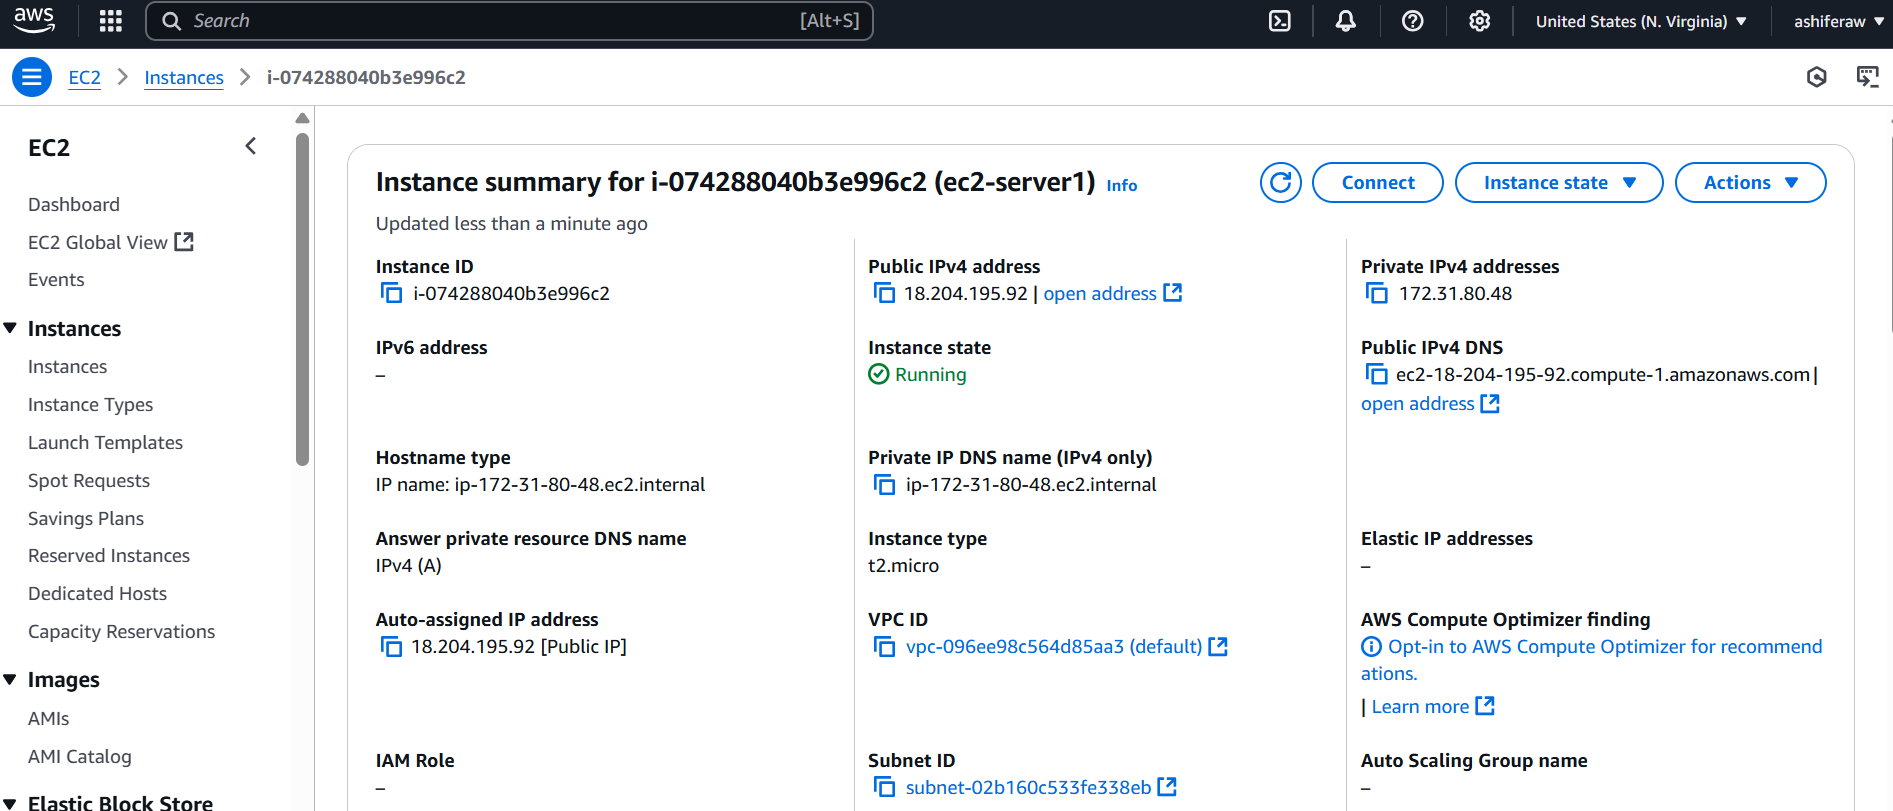 aws
Search [Alt+S]
United States (N. Virginia)
ashiferaw
EC2
Instances
i-074288040b3e996c2
EC2
Dashboard
EC2 Global View
Events
Instances
Instances
Instance Types
Launch Templates
Spot Requests
Savings Plans
Reserved Instances
Dedicated Hosts
Capacity Reservations
Images
AMIs
AMI Catalog
Elastic Block Store
Instance summary for i-074288040b3e996c2 (ec2-server1) Info
Updated less than a minute ago
Connect
Instance state
Actions
Instance ID
i-074288040b3e996c2
Public IPv4 address
18.204.195.92 | open address
Private IPv4 addresses
172.31.80.48
IPv6 address
–
Instance state
Running
Public IPv4 DNS
ec2-18-204-195-92.compute-1.amazonaws.com |
open address
Hostname type
IP name: ip-172-31-80-48.ec2.internal
Private IP DNS name (IPv4 only)
ip-172-31-80-48.ec2.internal
Answer private resource DNS name
IPv4 (A)
Instance type
t2.micro
Elastic IP addresses
–
Auto-assigned IP address
18.204.195.92 [Public IP]
VPC ID
vpc-096ee98c564d85aa3 (default)
AWS Compute Optimizer finding
Opt-in to AWS Compute Optimizer for recommend
ations.
| Learn more
IAM Role
–
Subnet ID
subnet-02b160c533fe338eb
Auto Scaling Group name
–